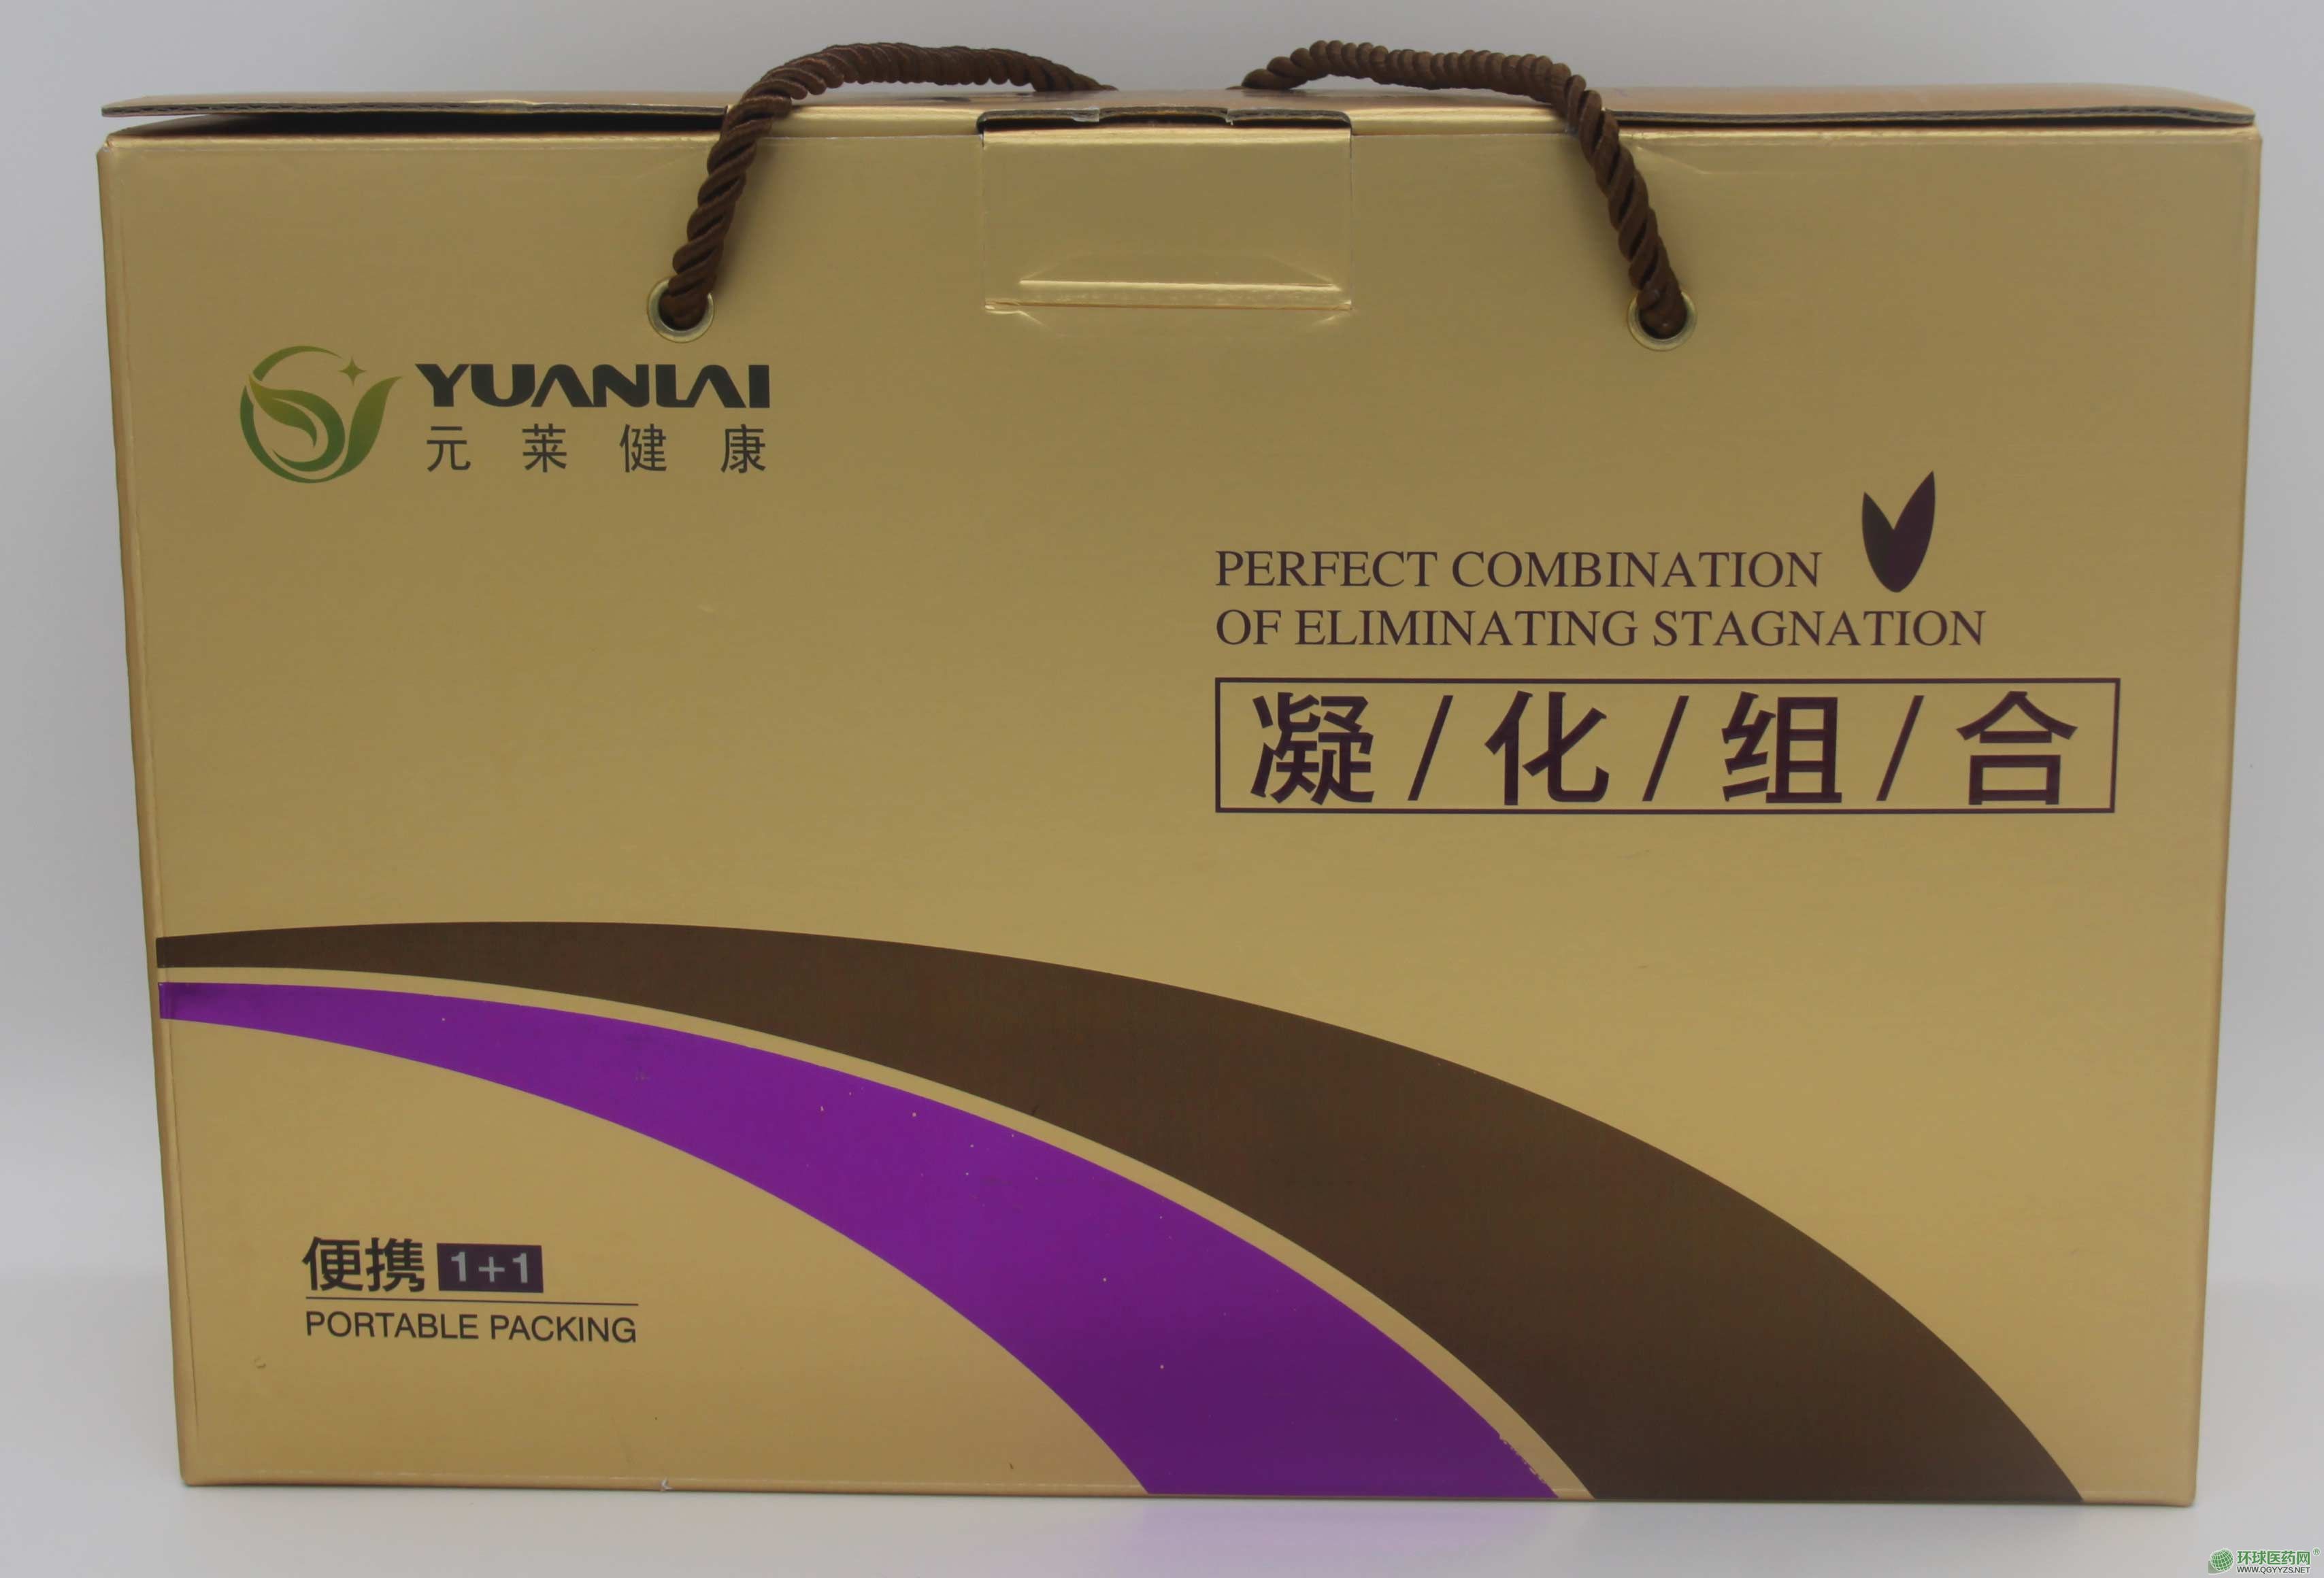 YUANLAI
元莱健康
PERFECT COMBINATION
OF ELIMINATING STAGNATION
凝/化/组/合
便携 1+1
PORTABLE PACKING
环球医药网®
WWW.QGYYZS.NET